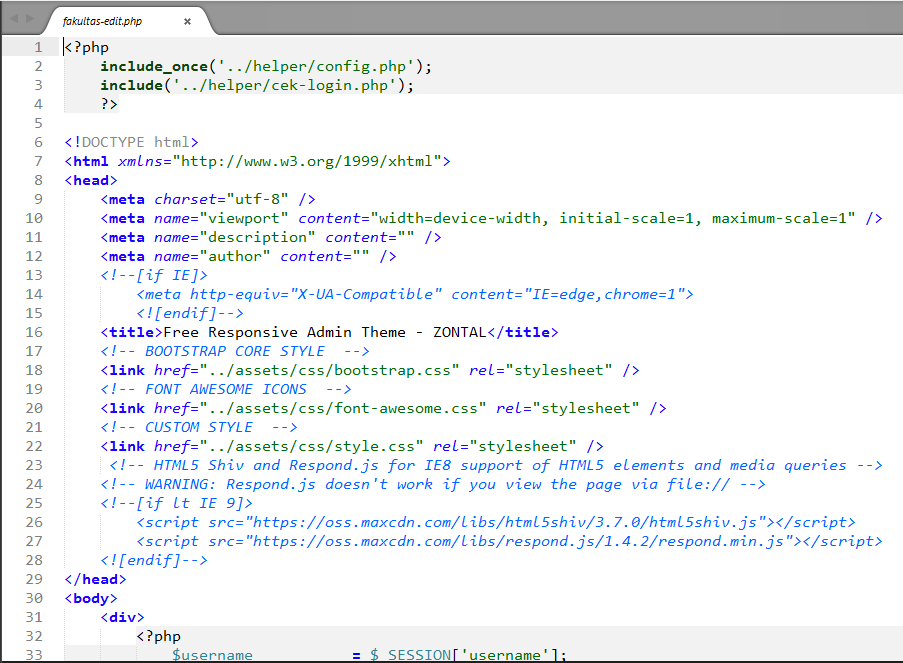 fakultas-edit.php ×
1 <?php
2 include_once('../helper/config.php');
3 include('../helper/cek-login.php');
4 ?>
5
6 <!DOCTYPE html>
7 <html xmlns="http://www.w3.org/1999/xhtml">
8 <head>
9 <meta charset="utf-8" />
10 <meta name="viewport" content="width=device-width, initial-scale=1, maximum-scale=1" />
11 <meta name="description" content="" />
12 <meta name="author" content="" />
13 <!--[if IE]>
14 <meta http-equiv="X-UA-Compatible" content="IE=edge,chrome=1">
15 <![endif]-->
16 <title>Free Responsive Admin Theme - ZONTAL</title>
17 <!-- BOOTSTRAP CORE STYLE  -->
18 <link href="../assets/css/bootstrap.css" rel="stylesheet" />
19 <!-- FONT AWESOME ICONS  -->
20 <link href="../assets/css/font-awesome.css" rel="stylesheet" />
21 <!-- CUSTOM STYLE  -->
22 <link href="../assets/css/style.css" rel="stylesheet" />
23 <!-- HTML5 Shiv and Respond.js for IE8 support of HTML5 elements and media queries -->
24 <!-- WARNING: Respond.js doesn't work if you view the page via file:// -->
25 <!--[if lt IE 9]>
26 <script src="https://oss.maxcdn.com/libs/html5shiv/3.7.0/html5shiv.js"></script>
27 <script src="https://oss.maxcdn.com/libs/respond.js/1.4.2/respond.min.js"></script>
28 <![endif]-->
29 </head>
30 <body>
31 <div>
32 <?php
33 $username = $_SESSION['username'];